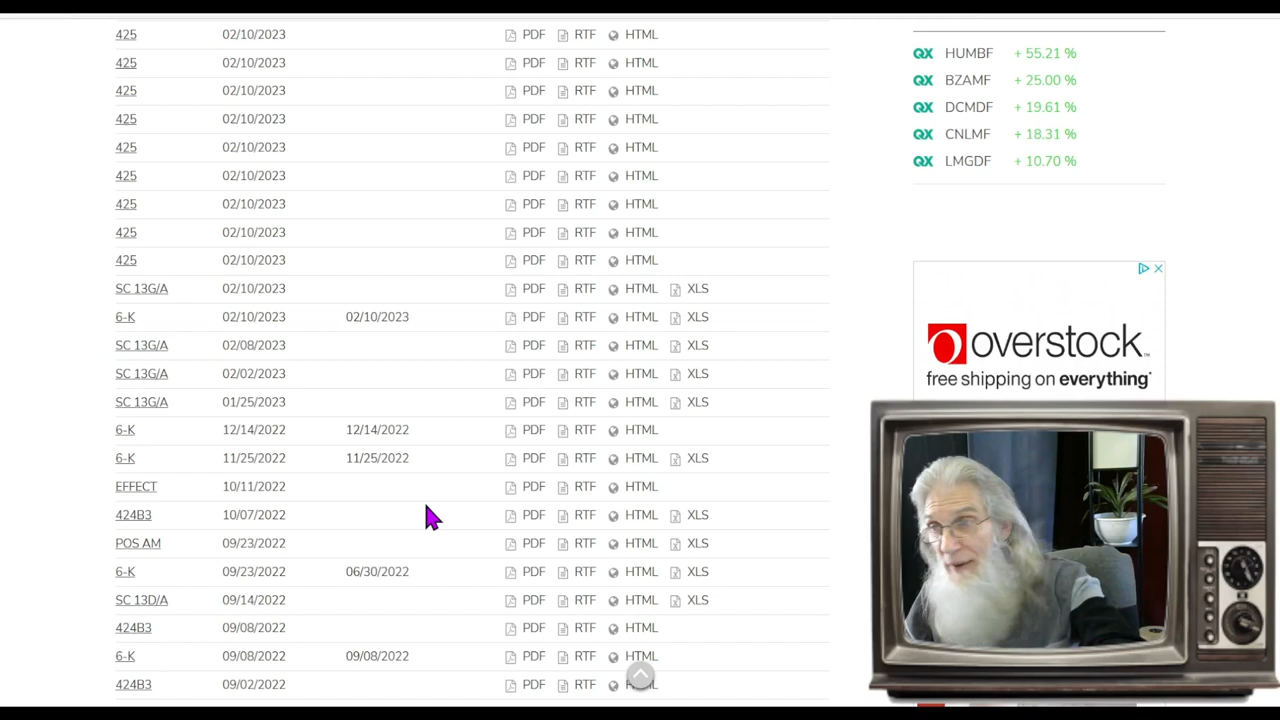 425 02/10/2023 PDF RTF HTML
425 02/10/2023 PDF RTF HTML
425 02/10/2023 PDF RTF HTML
425 02/10/2023 PDF RTF HTML
425 02/10/2023 PDF RTF HTML
425 02/10/2023 PDF RTF HTML
425 02/10/2023 PDF RTF HTML
425 02/10/2023 PDF RTF HTML
425 02/10/2023 PDF RTF HTML
SC 13G/A 02/10/2023 PDF RTF HTML XLS
6-K 02/10/2023 02/10/2023 PDF RTF HTML XLS
SC 13G/A 02/08/2023 PDF RTF HTML XLS
SC 13G/A 02/02/2023 PDF RTF HTML XLS
SC 13G/A 01/25/2023 PDF RTF HTML XLS
6-K 12/14/2022 12/14/2022 PDF RTF HTML
6-K 11/25/2022 11/25/2022 PDF RTF HTML XLS
EFFECT 10/11/2022 PDF RTF HTML
424B3 10/07/2022 PDF RTF HTML XLS
POS AM 09/23/2022 PDF RTF HTML XLS
6-K 09/23/2022 06/30/2022 PDF RTF HTML XLS
SC 13D/A 09/14/2022 PDF RTF HTML XLS
424B3 09/08/2022 PDF RTF HTML
6-K 09/08/2022 09/08/2022 PDF RTF HTML
424B3 09/02/2022 PDF RTF HTML
QX HUMBF + 55.21 %
QX BZAMF + 25.00 %
QX DCMDF + 19.61 %
QX CNLMF + 18.31 %
QX LMGDF + 10.70 %
overstock™
free shipping on everything*